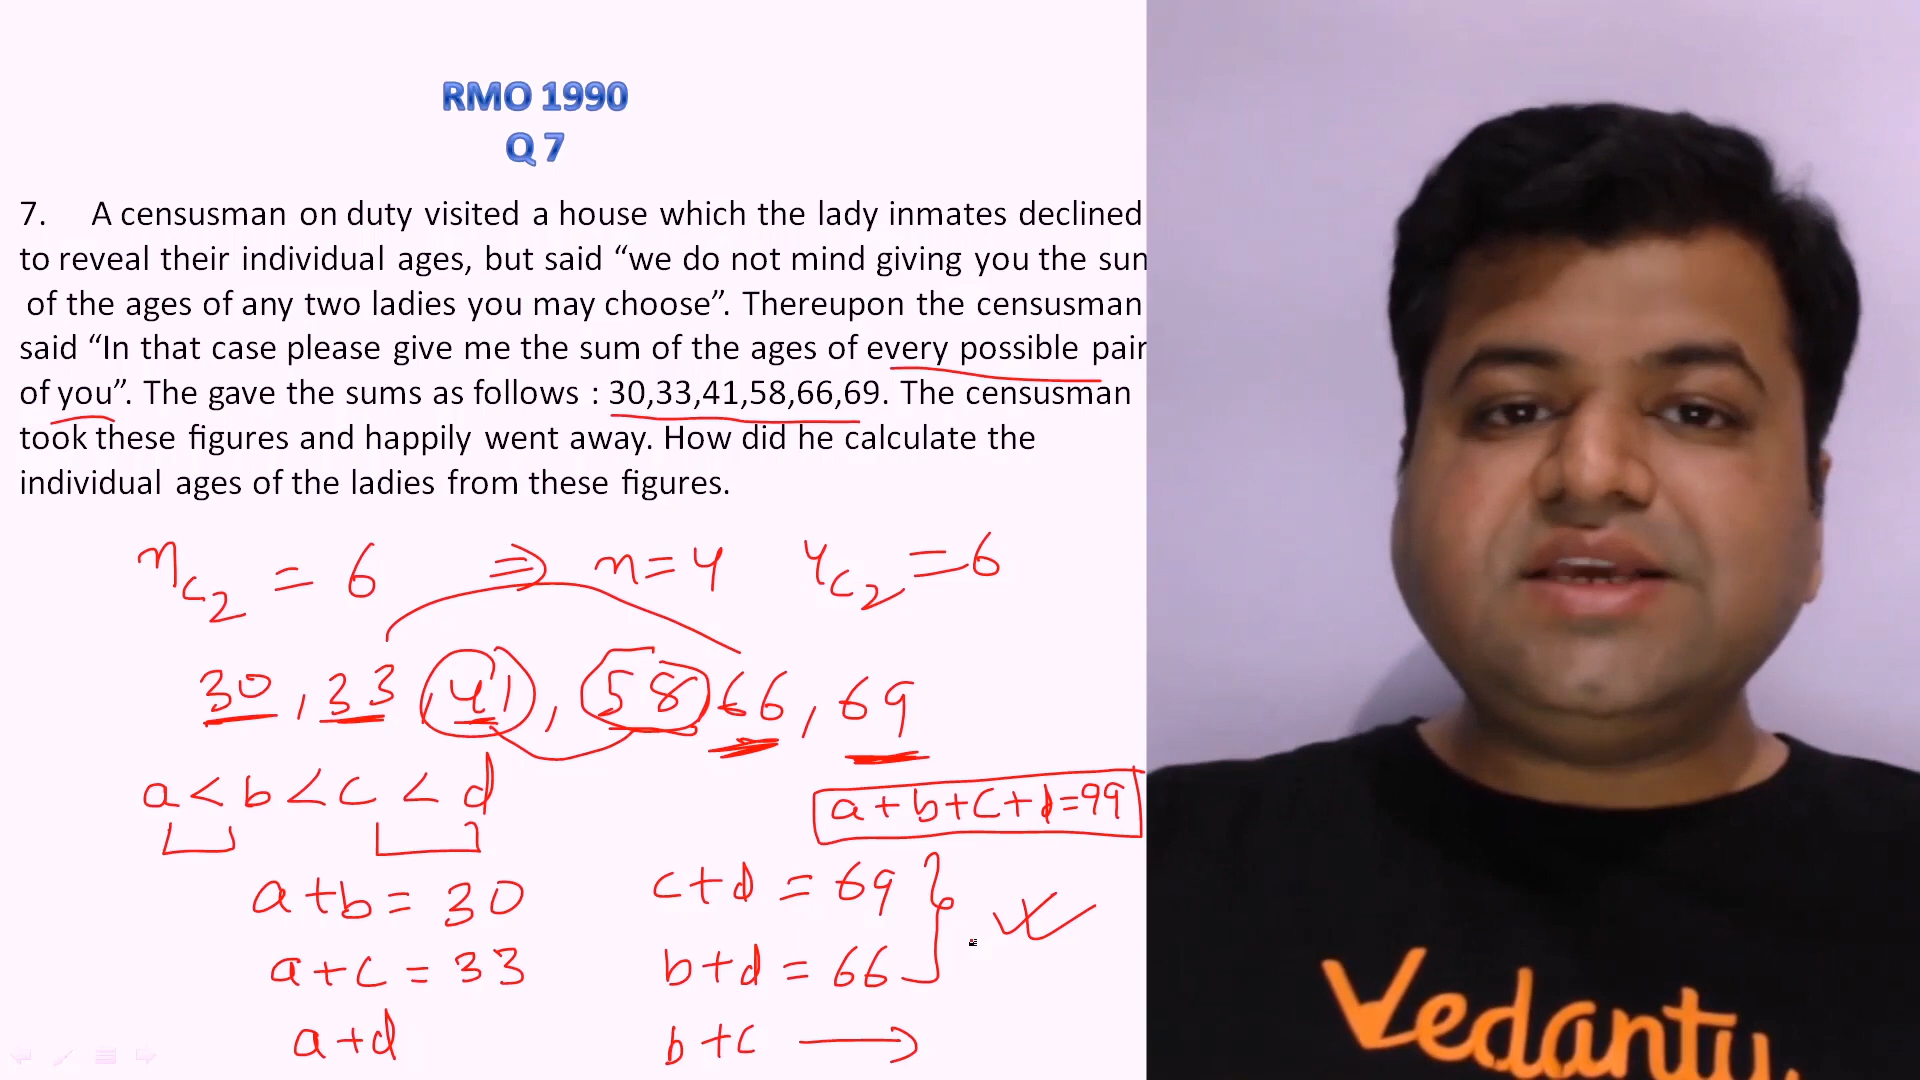 RMO 1990
Q 7
7. A censusman on duty visited a house which the lady inmates declined
to reveal their individual ages, but said “we do not mind giving you the sum
of the ages of any two ladies you may choose”. Thereupon the censusman
said “In that case please give me the sum of the ages of every possible pair
of you”. The gave the sums as follows : 30,33,41,58,66,69. The censusman
took these figures and happily went away. How did he calculate the
individual ages of the ladies from these figures.
nC2 = 6 ⇒ n=4 4C2 =6
30, 33, 41, 58 66, 69
a < b < c < d
a+b+c+d=99
a+b = 30 c+d = 69
a+c = 33 b+d = 66
a+d b+c →
Vedantu